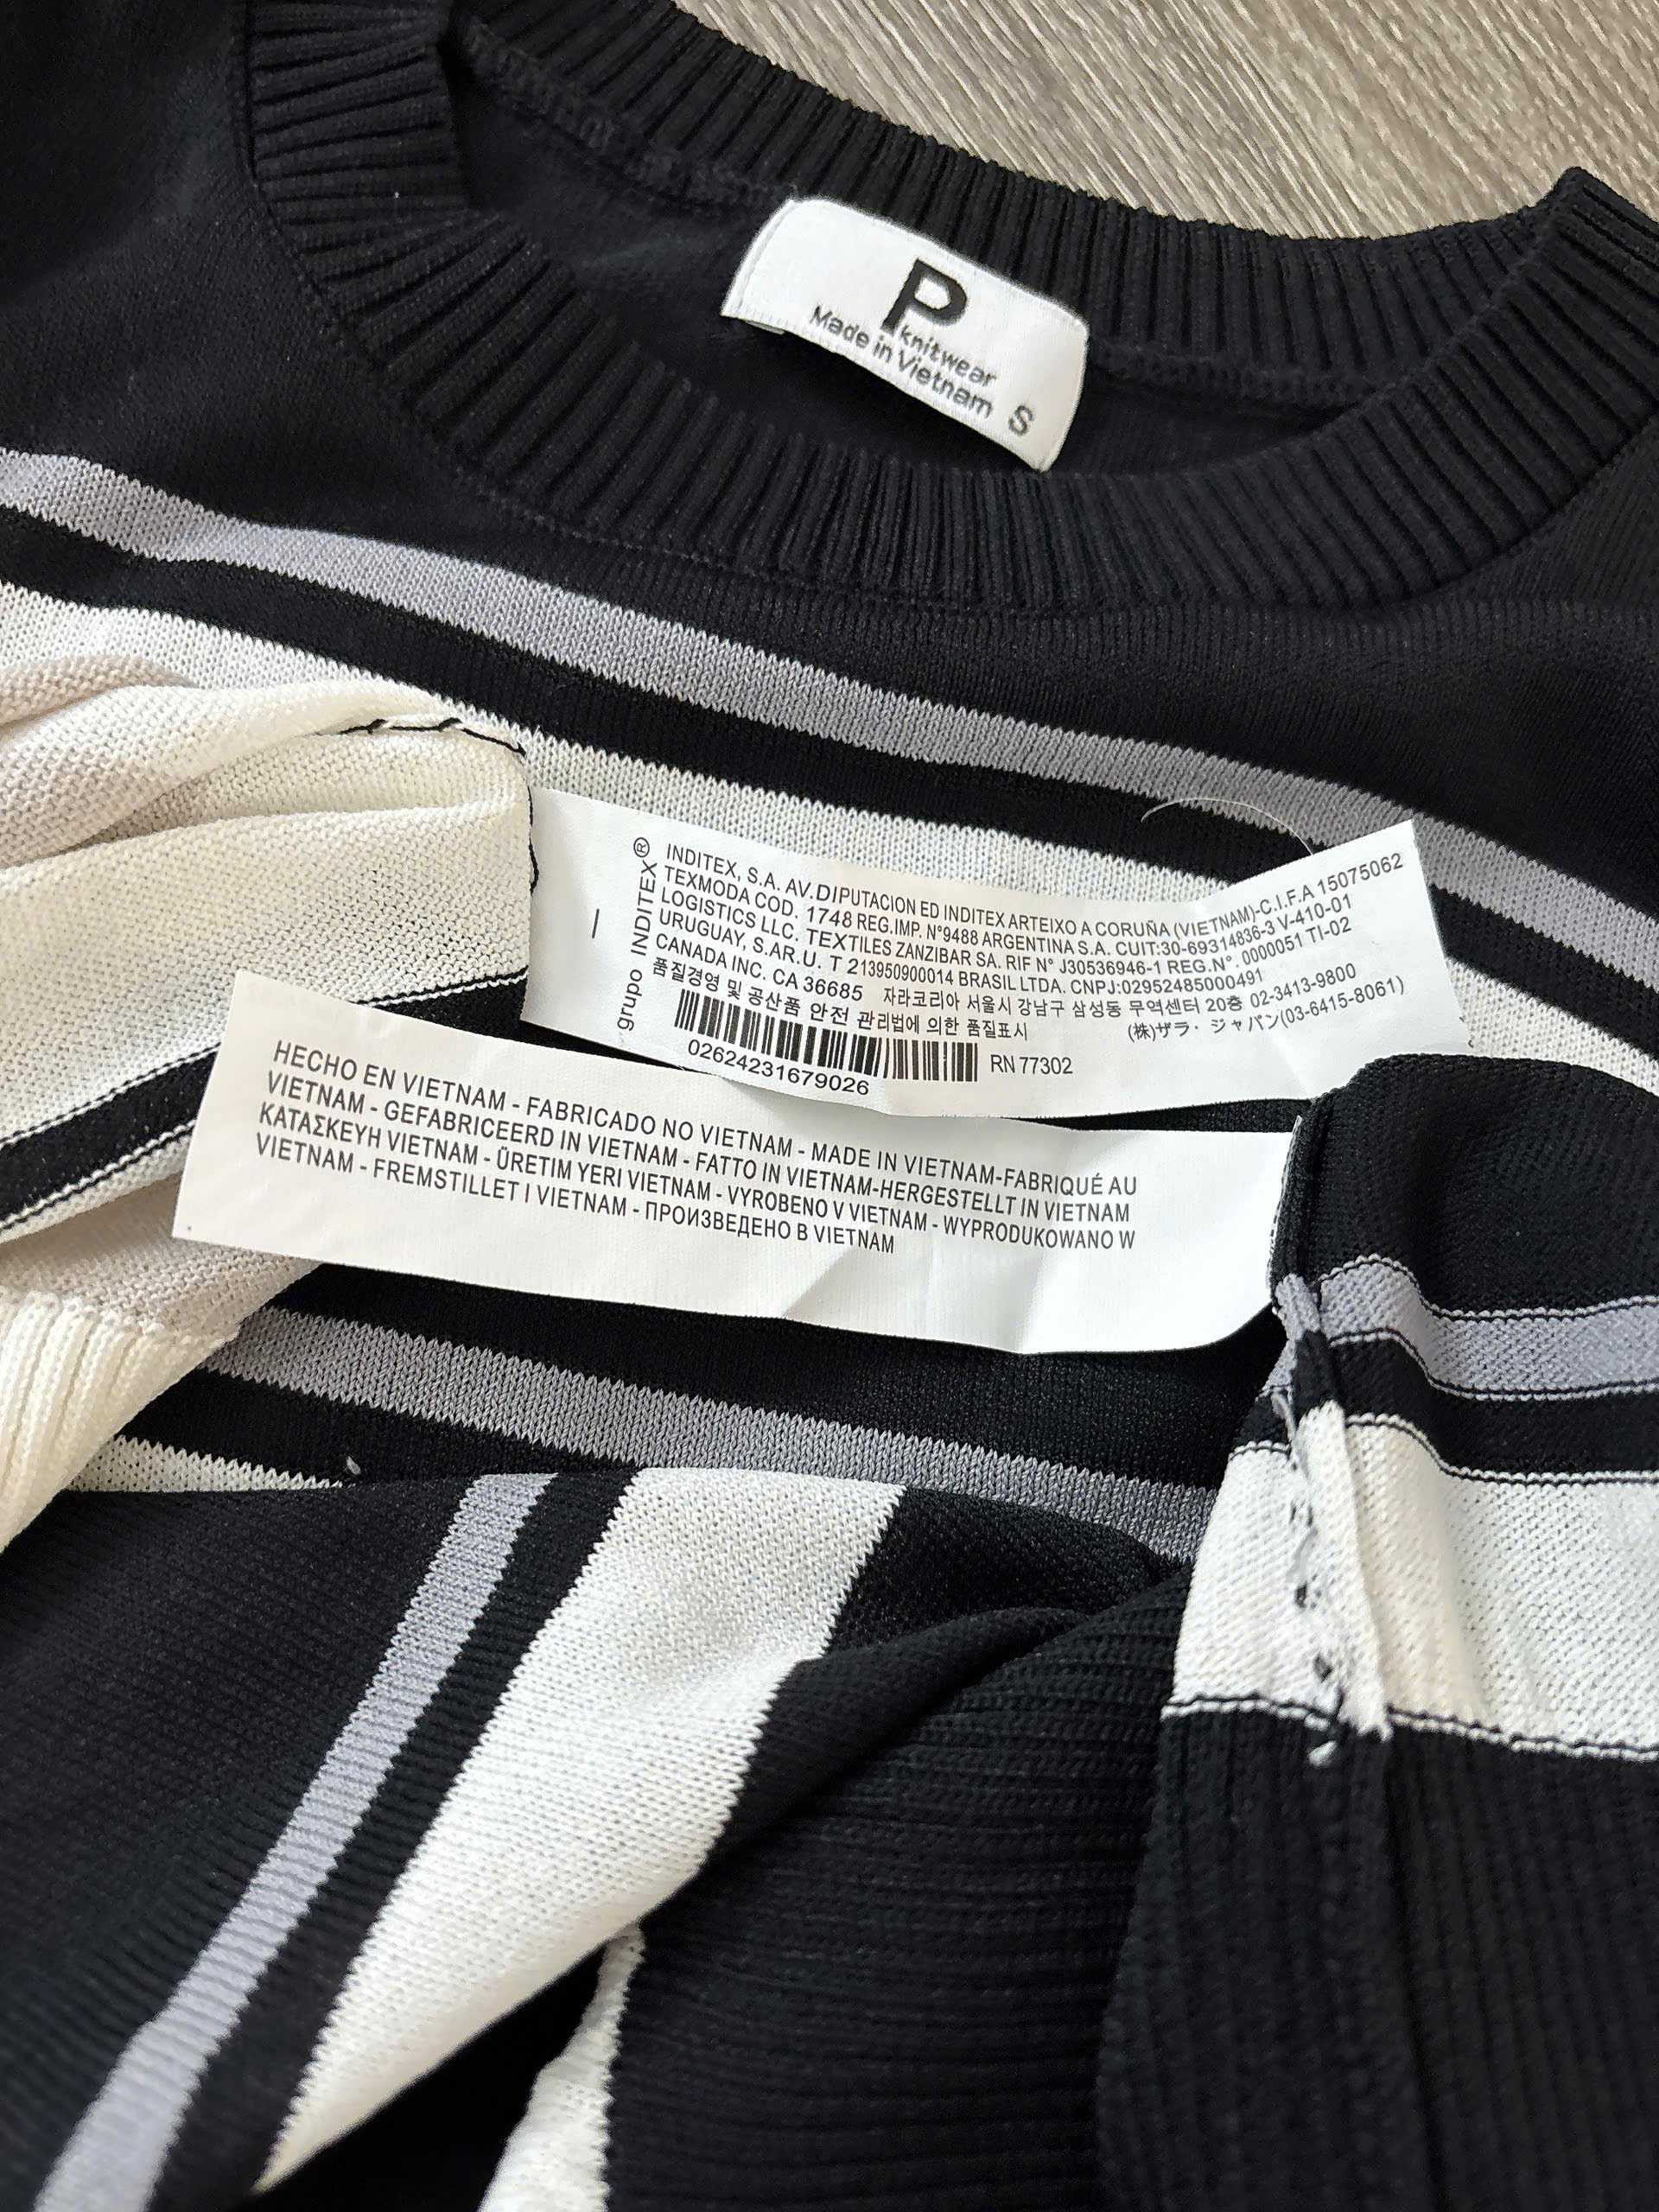 P
knitwear
Made in Vietnam S
grupo INDITEX®
INDITEX, S.A. AV.DIPUTACION ED INDITEX ARTEIXO A CORUÑA (VIETNAM)-C.I.F.A 15075062
TEXMODA COD. 1748 REG.IMP. N°9488 ARGENTINA S.A. CUIT:30-69314836-3 V-410-01
LOGISTICS LLC. TEXTILES ZANZIBAR SA. RIF N° J30536946-1 REG.N°. 0000051 TI-02
URUGUAY, S.AR.U. T 213950900014 BRASIL LTDA. CNPJ:02952485000491
CANADA INC. CA 36685 자라코리아 서울시 강남구 삼성동 무역센터 20층 02-3413-9800
품질경영 및 공산품 안전 관리법에 의한 품질표시 (株)ザラ・ジャパン(03-6415-8061)
RN 77302
02624231679026
HECHO EN VIETNAM - FABRICADO NO VIETNAM - MADE IN VIETNAM-FABRIQUÉ AU
VIETNAM - GEFABRICEERD IN VIETNAM - FATTO IN VIETNAM-HERGESTELLT IN VIETNAM
ΚΑΤΑΣΚΕΥΗ VIETNAM - ÜRETIM YERI VIETNAM - VYROBENO V VIETNAM - WYPRODUKOWANO W
VIETNAM - FREMSTILLET I VIETNAM - ПРОИЗВЕДЕНО В VIETNAM